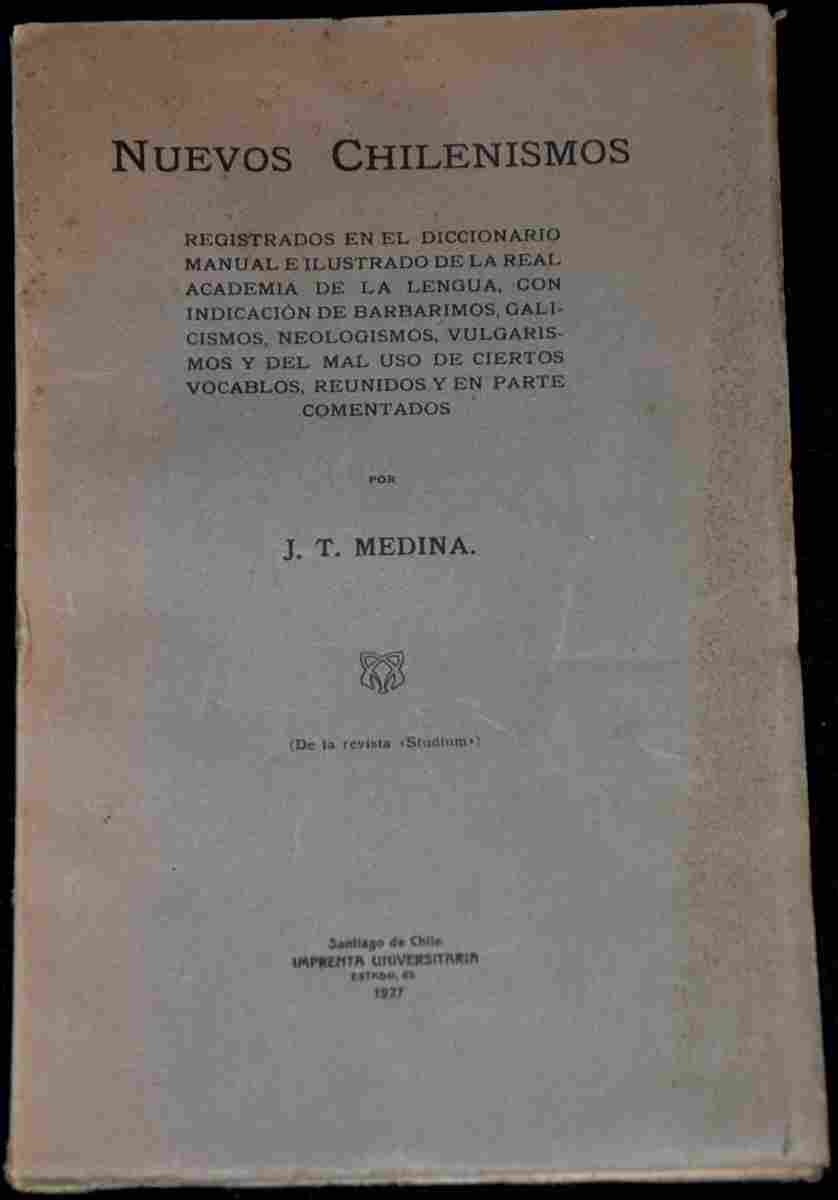 NUEVOS CHILENISMOS
REGISTRADOS EN EL DICCIONARIO
MANUAL E ILUSTRADO DE LA REAL
ACADEMIA DE LA LENGUA, CON
INDICACIÓN DE BARBARIMOS, GALI-
CISMOS, NEOLOGISMOS, VULGARIS-
MOS Y DEL MAL USO DE CIERTOS
VOCABLOS, REUNIDOS Y EN PARTE
COMENTADOS
POR
J. T. MEDINA.
(De la revista «Studium»)
Santiago de Chile
IMPRENTA UNIVERSITARIA
ESTADO, 63
1927